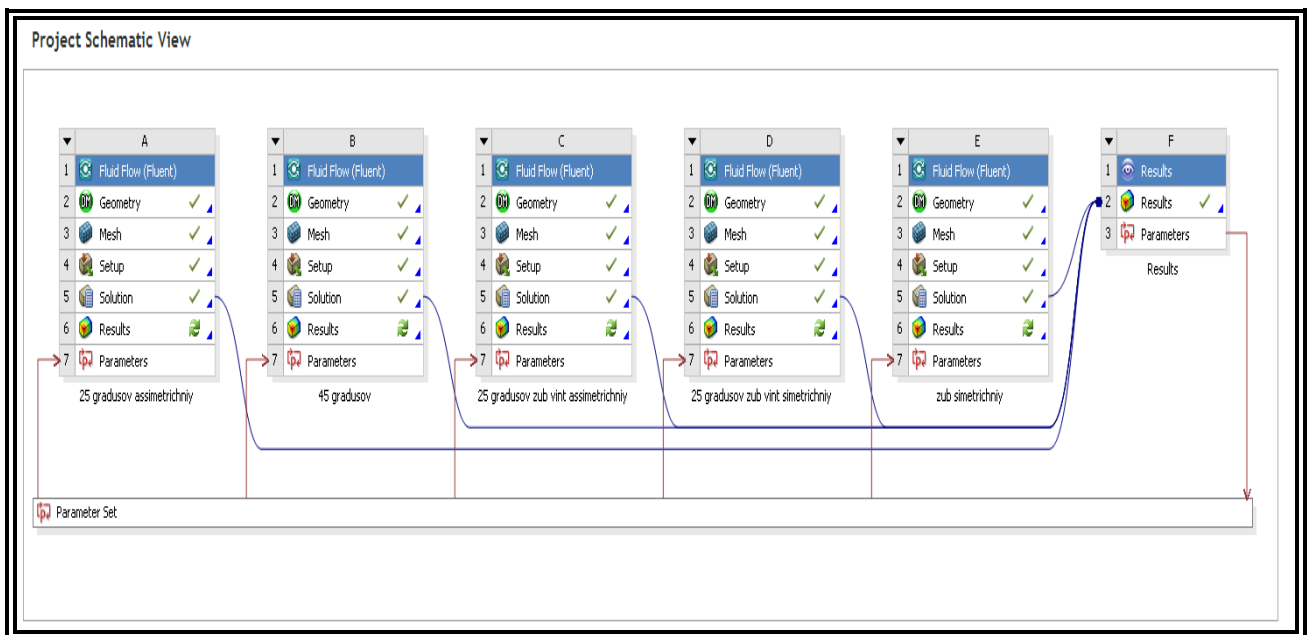 Project Schematic View
A
1 Fluid Flow (Fluent)
2 Geometry
3 Mesh
4 Setup
5 Solution
6 Results
7 Parameters
25 gradusov assimetrichniy
B
1 Fluid Flow (Fluent)
2 Geometry
3 Mesh
4 Setup
5 Solution
6 Results
7 Parameters
45 gradusov
C
1 Fluid Flow (Fluent)
2 Geometry
3 Mesh
4 Setup
5 Solution
6 Results
7 Parameters
25 gradusov zub vint assimetrichniy
D
1 Fluid Flow (Fluent)
2 Geometry
3 Mesh
4 Setup
5 Solution
6 Results
7 Parameters
25 gradusov zub vint simetrichniy
E
1 Fluid Flow (Fluent)
2 Geometry
3 Mesh
4 Setup
5 Solution
6 Results
7 Parameters
zub simetrichniy
F
1 Results
2 Results
3 Parameters
Results
Parameter Set